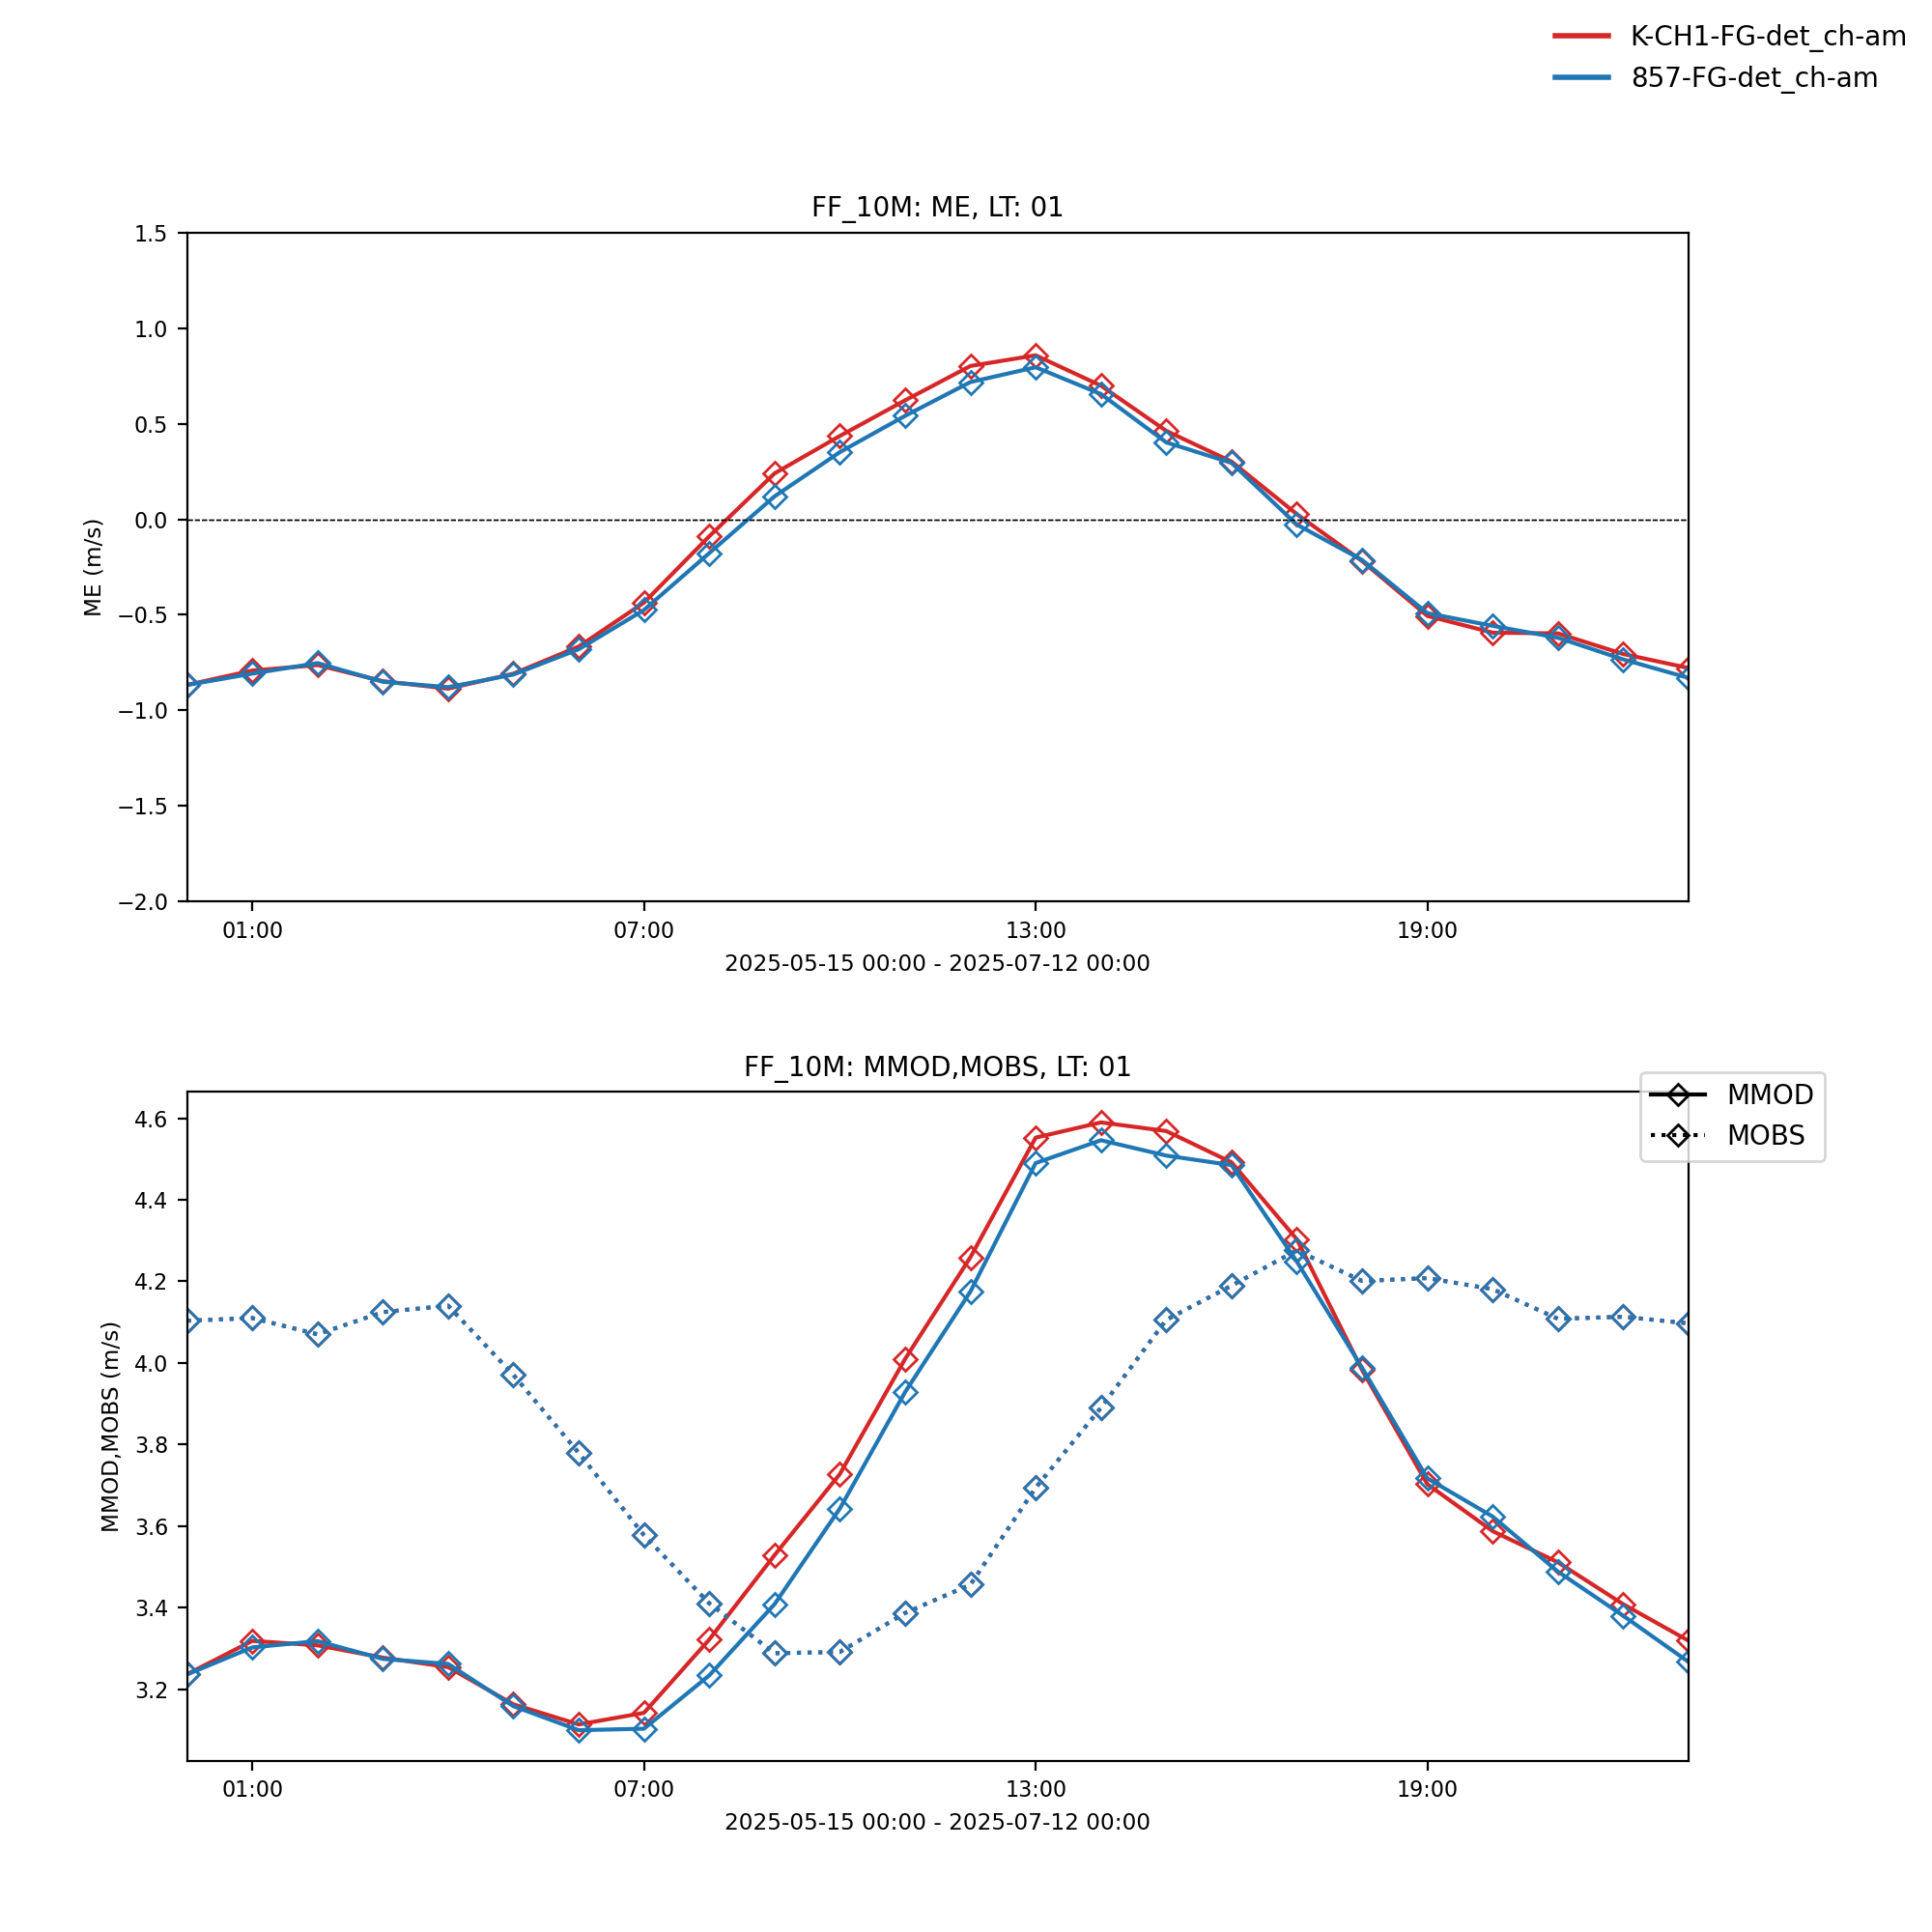 K-CH1-FG-det_ch-am
857-FG-det_ch-am
FF_10M: ME, LT: 01
1.5
1.0
0.5
0.0
−0.5
−1.0
−1.5
−2.0
ME (m/s)
01:00 07:00 13:00 19:00
2025-05-15 00:00 - 2025-07-12 00:00
FF_10M: MMOD,MOBS, LT: 01
MMOD
MOBS
4.6
4.4
4.2
4.0
3.8
3.6
3.4
3.2
MMOD,MOBS (m/s)
01:00 07:00 13:00 19:00
2025-05-15 00:00 - 2025-07-12 00:00